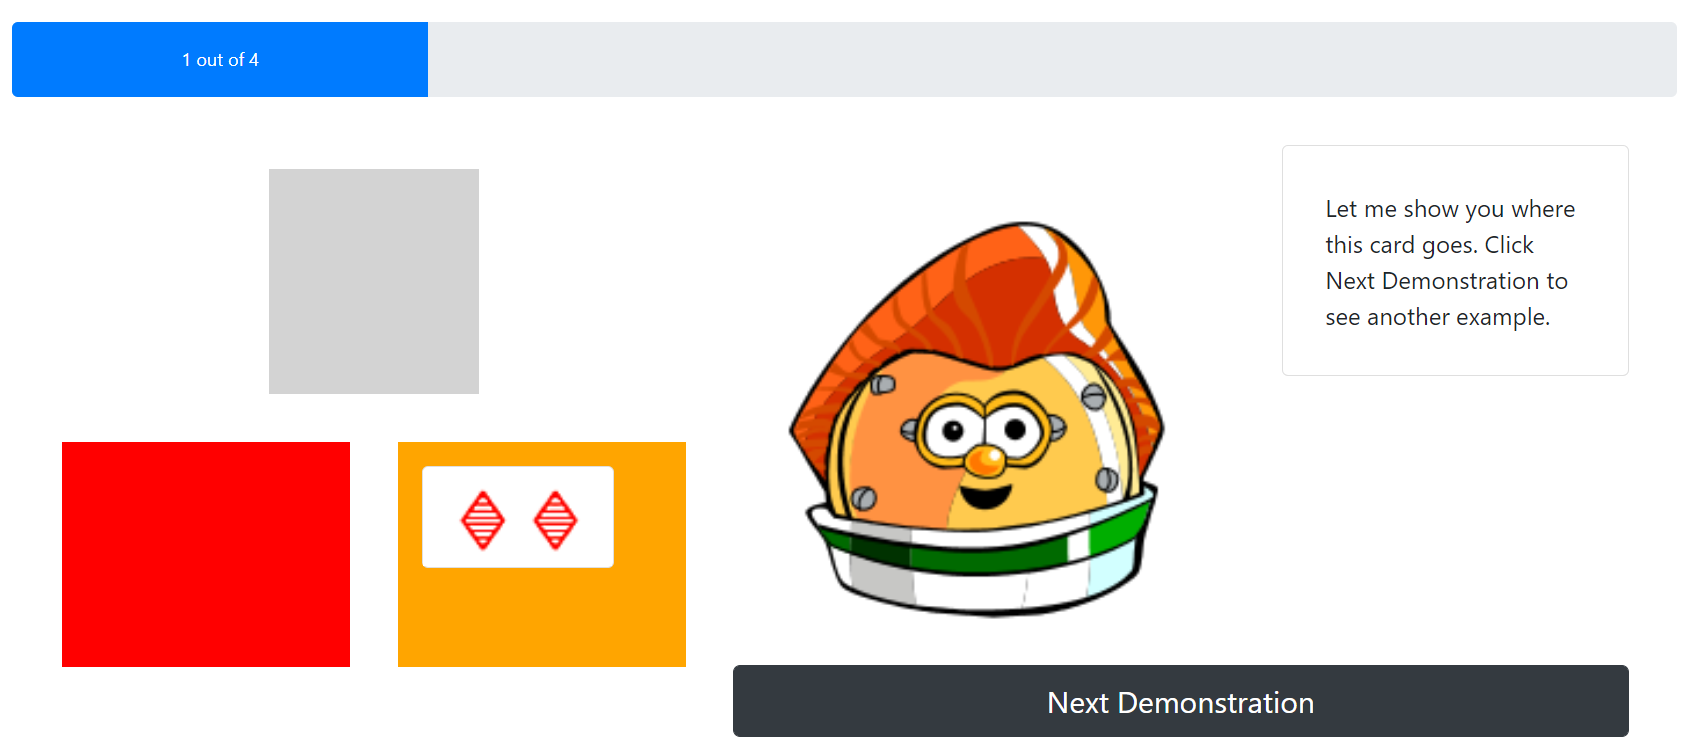 1 out of 4
Let me show you where
this card goes. Click
Next Demonstration to
see another example.
Next Demonstration